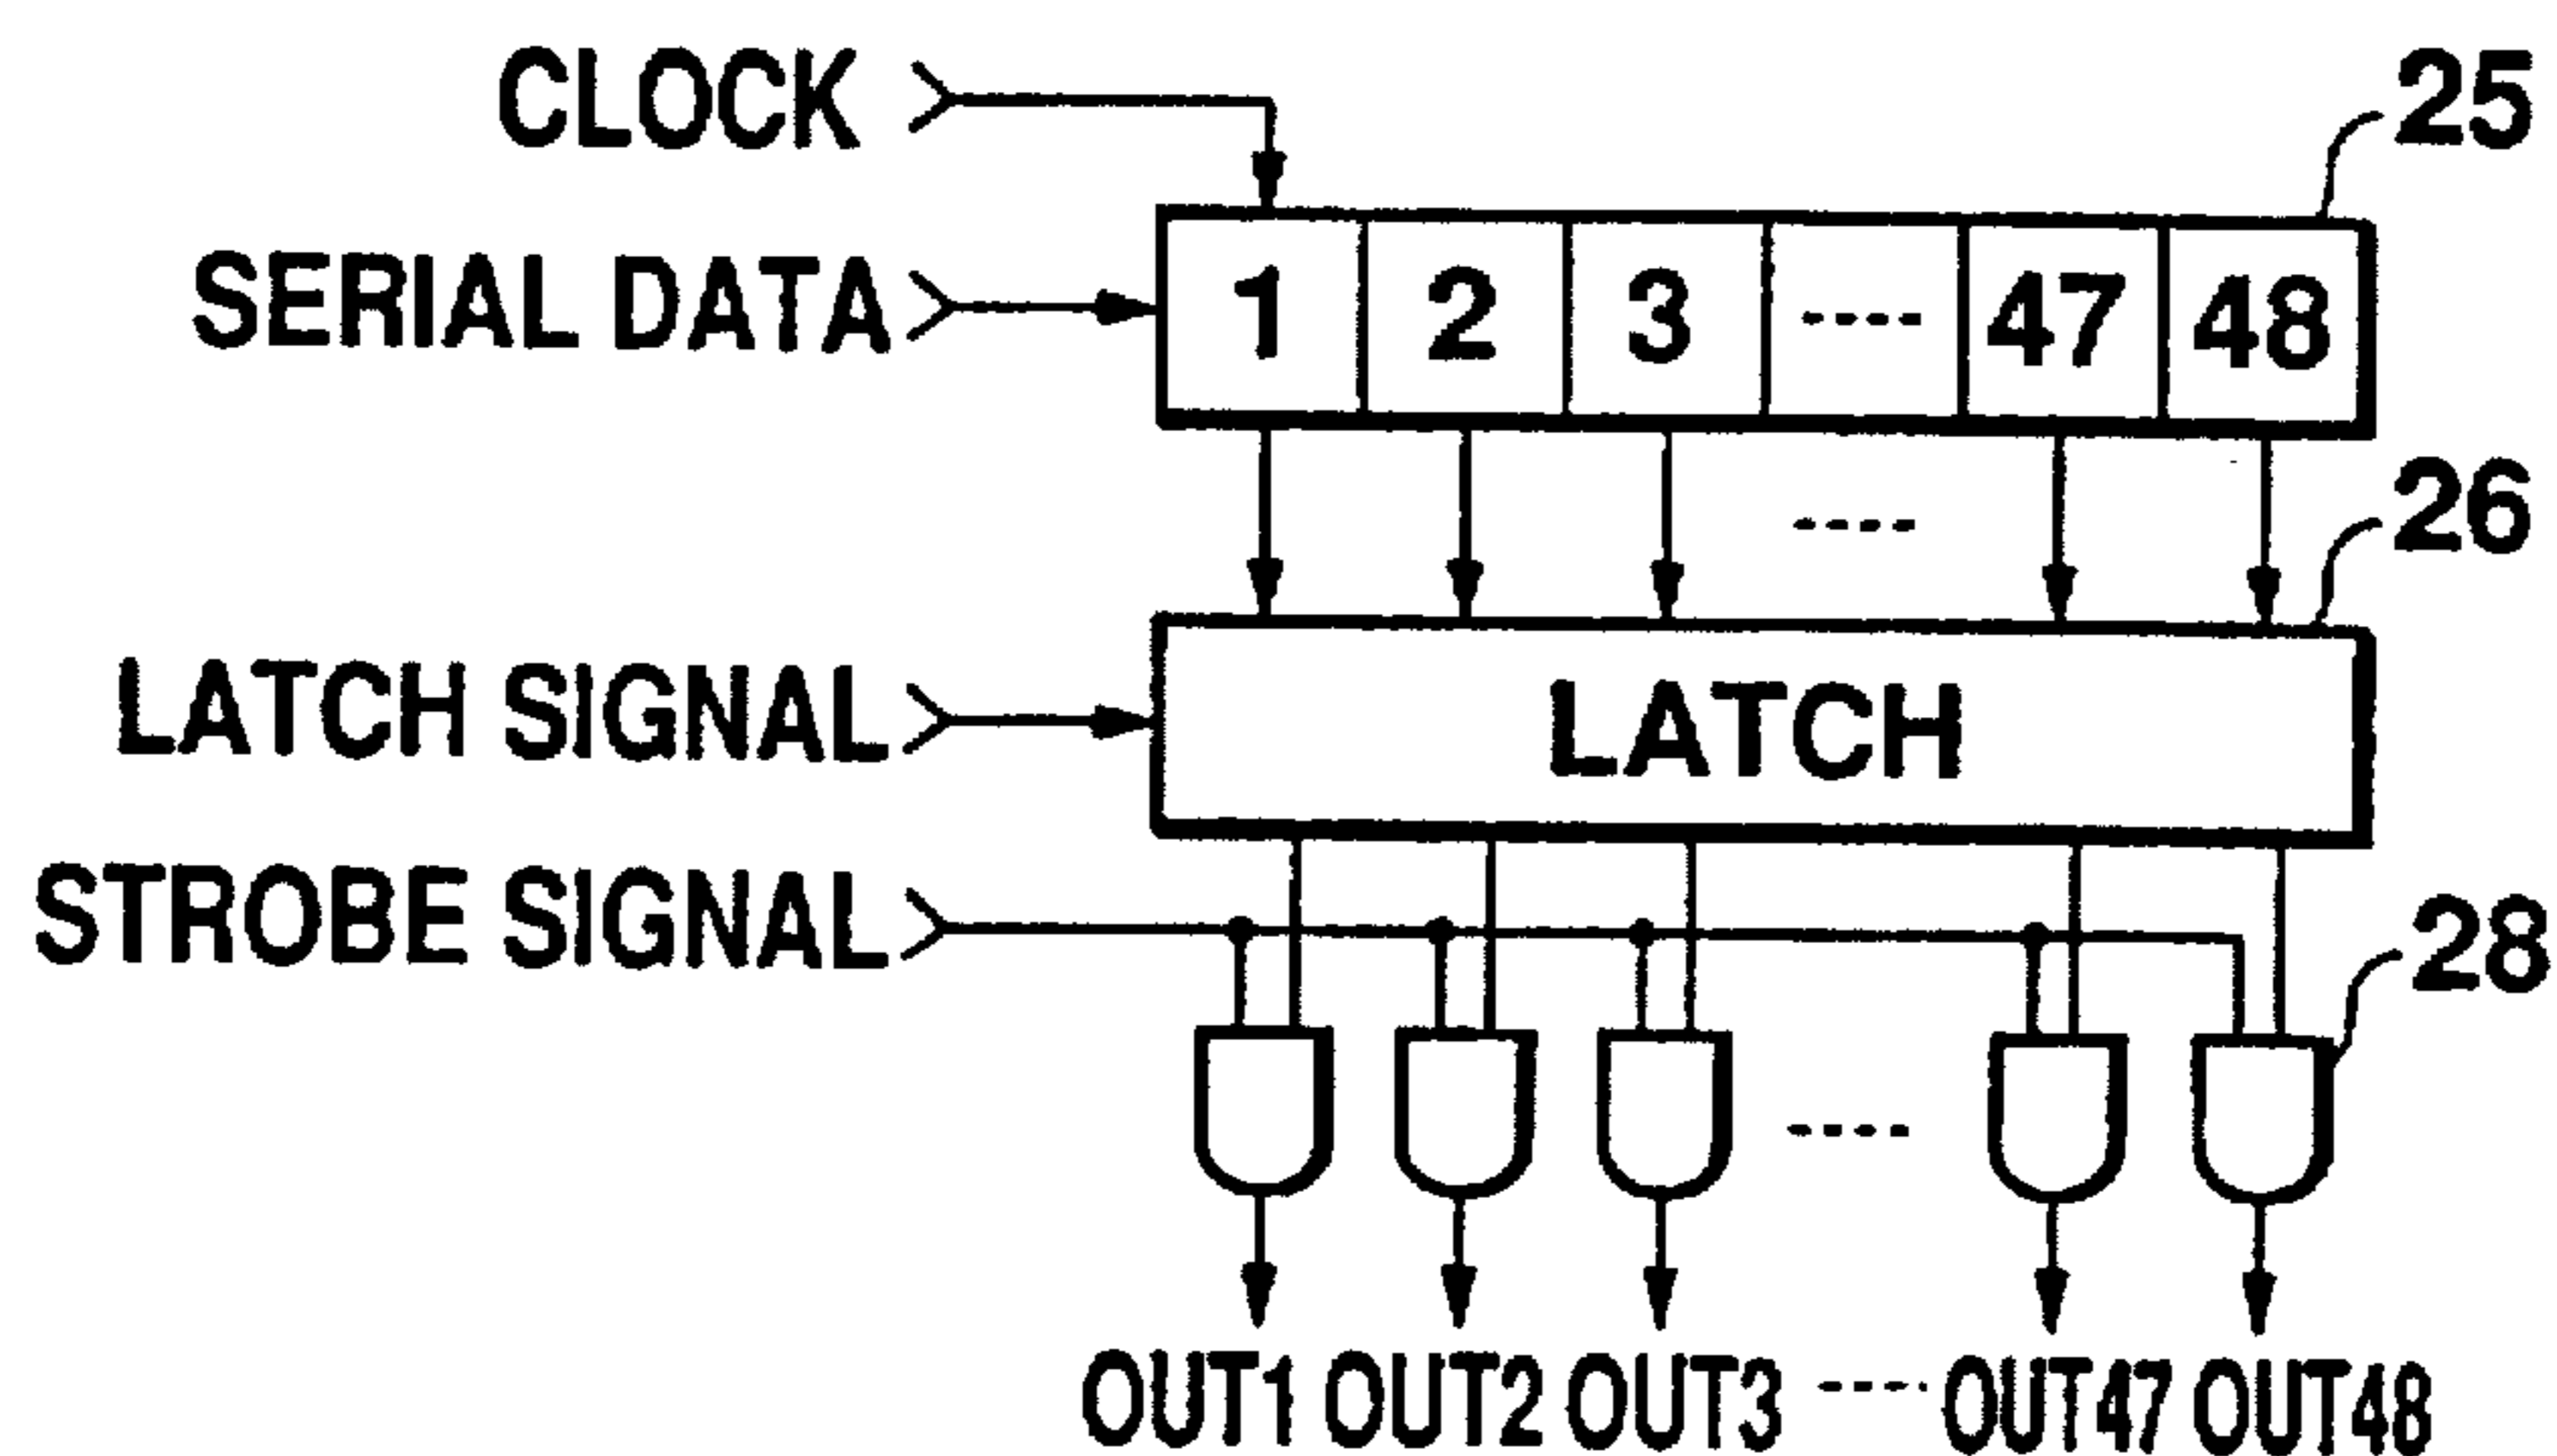 CLOCK
25
SERIAL DATA
1 2 3 ---- 47 48
----
26
LATCH SIGNAL
LATCH
STROBE SIGNAL
28
----
OUT1 OUT2 OUT3 ---- OUT47 OUT48